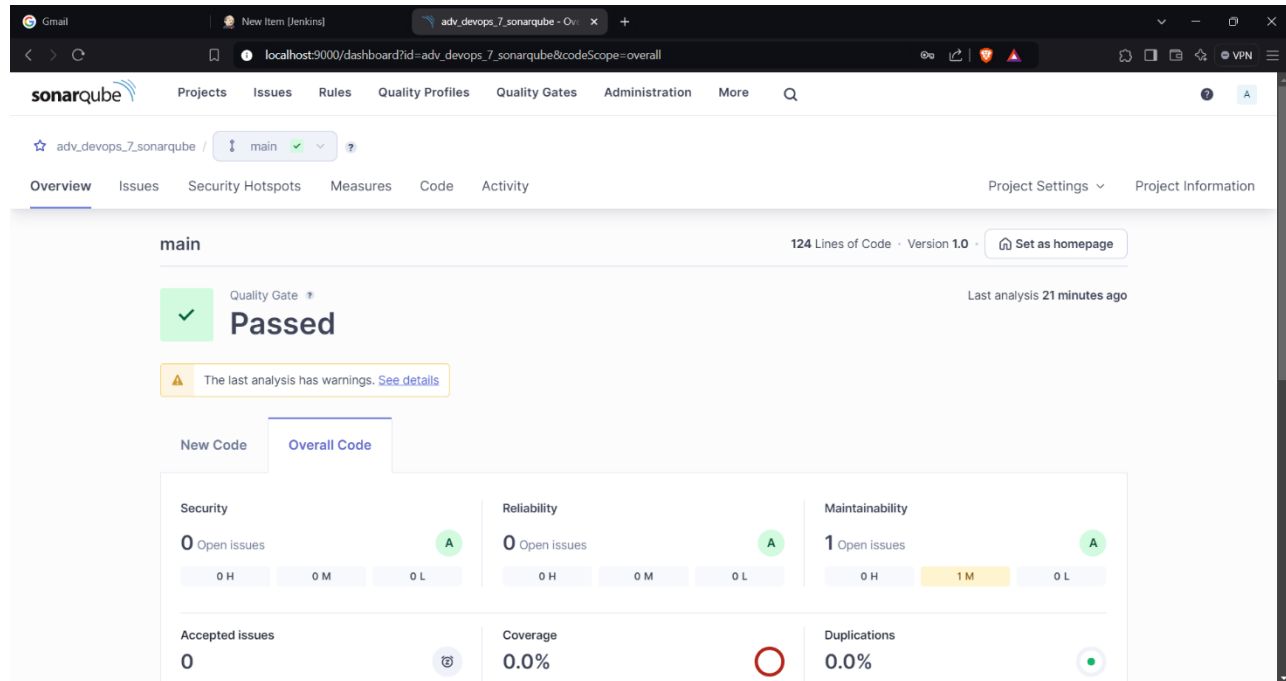 Gmail
New Item [Jenkins]
adv_devops_7_sonarqube - Ov
localhost:9000/dashboard?id=adv_devops_7_sonarqube&codeScope=overall
VPN
sonarqube
Projects Issues Rules Quality Profiles Quality Gates Administration More
? A
adv_devops_7_sonarqube / main ?
Overview Issues Security Hotspots Measures Code Activity Project Settings Project Information
main 124 Lines of Code · Version 1.0 · Set as homepage
Quality Gate ? Last analysis 21 minutes ago
Passed
The last analysis has warnings. See details
New Code Overall Code
Security Reliability Maintainability
0 Open issues A 0 Open issues A 1 Open issues A
0 H 0 M 0 L 0 H 0 M 0 L 0 H 1 M 0 L
Accepted issues Coverage Duplications
0 0.0% 0.0%